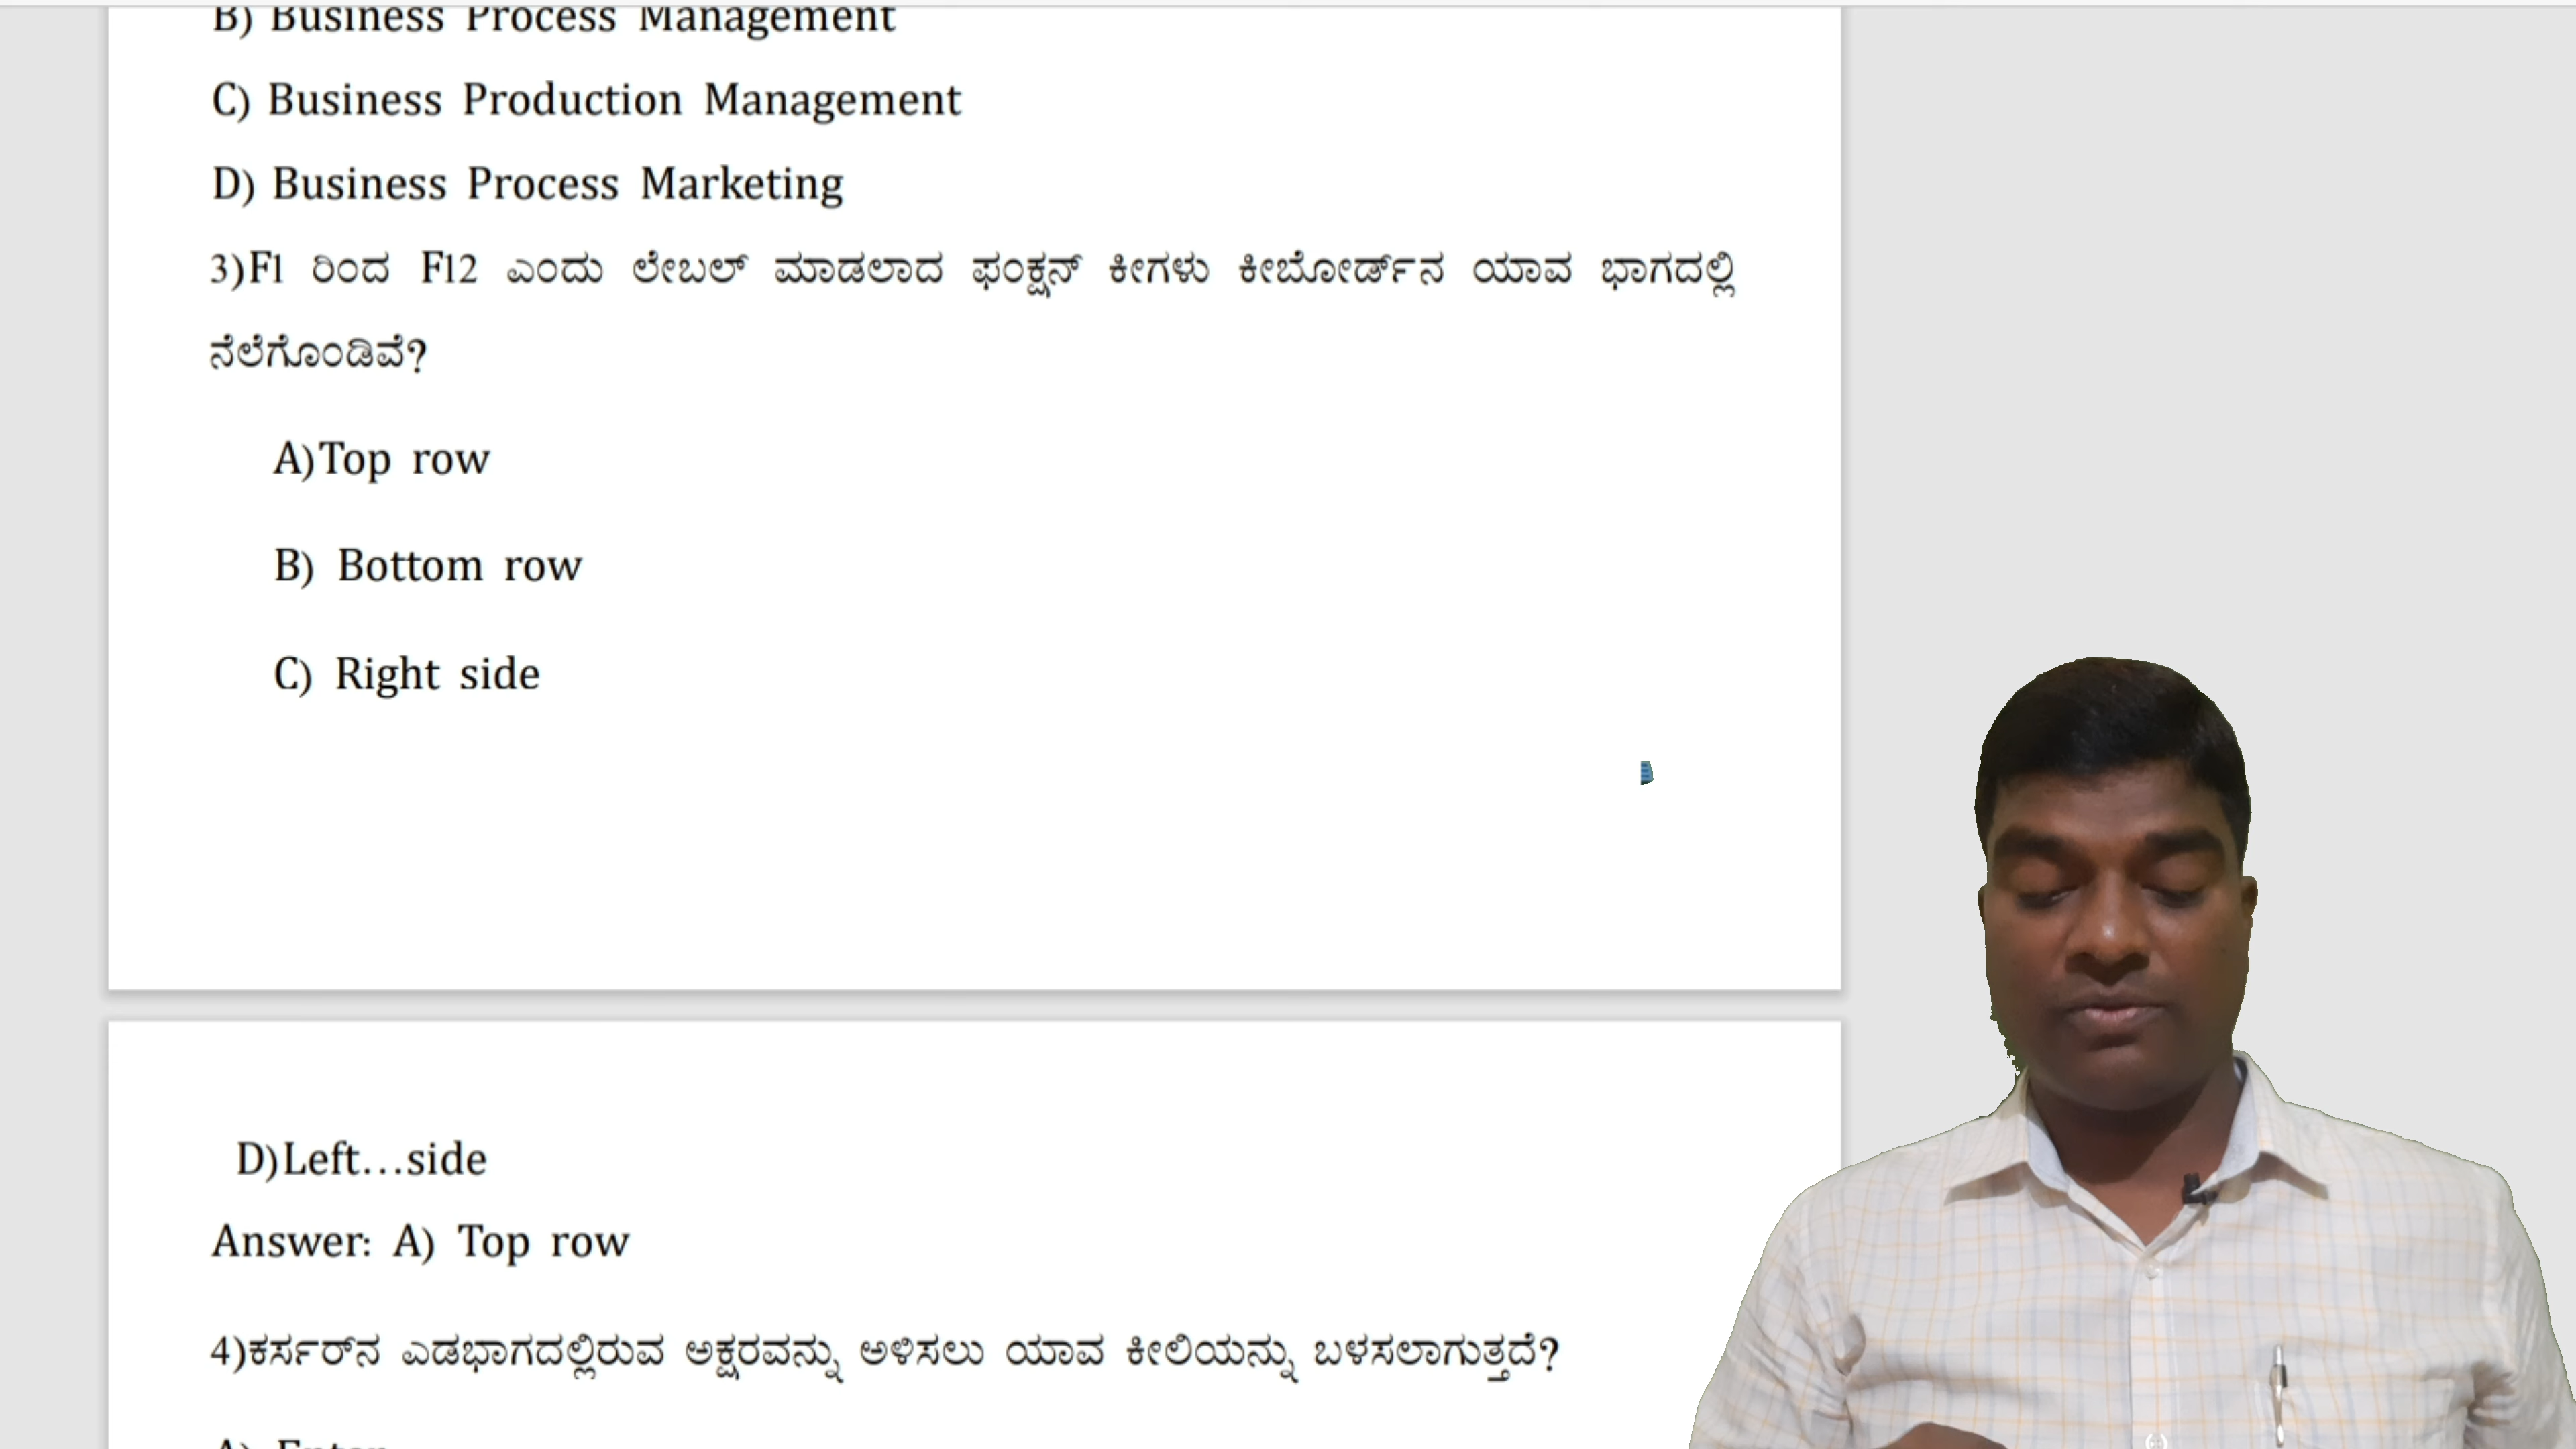 B) Business Process Management
C) Business Production Management
D) Business Process Marketing
3)F1 ರಿಂದ F12 ಎಂದು ಲೇಬಲ್ ಮಾಡಲಾದ ಫಂಕ್ಷನ್ ಕೀಗಳು ಕೀಬೋರ್ಡ್‌ನ ಯಾವ ಭಾಗದಲ್ಲಿ
ನೆಲೆಗೊಂಡಿವೆ?
A)Top row
B) Bottom row
C) Right side
D)Left...side
Answer: A) Top row
4)ಕರ್ಸರ್‌ನ ಎಡಭಾಗದಲ್ಲಿರುವ ಅಕ್ಷರವನ್ನು ಅಳಿಸಲು ಯಾವ ಕೀಲಿಯನ್ನು ಬಳಸಲಾಗುತ್ತದೆ?
A) Enter